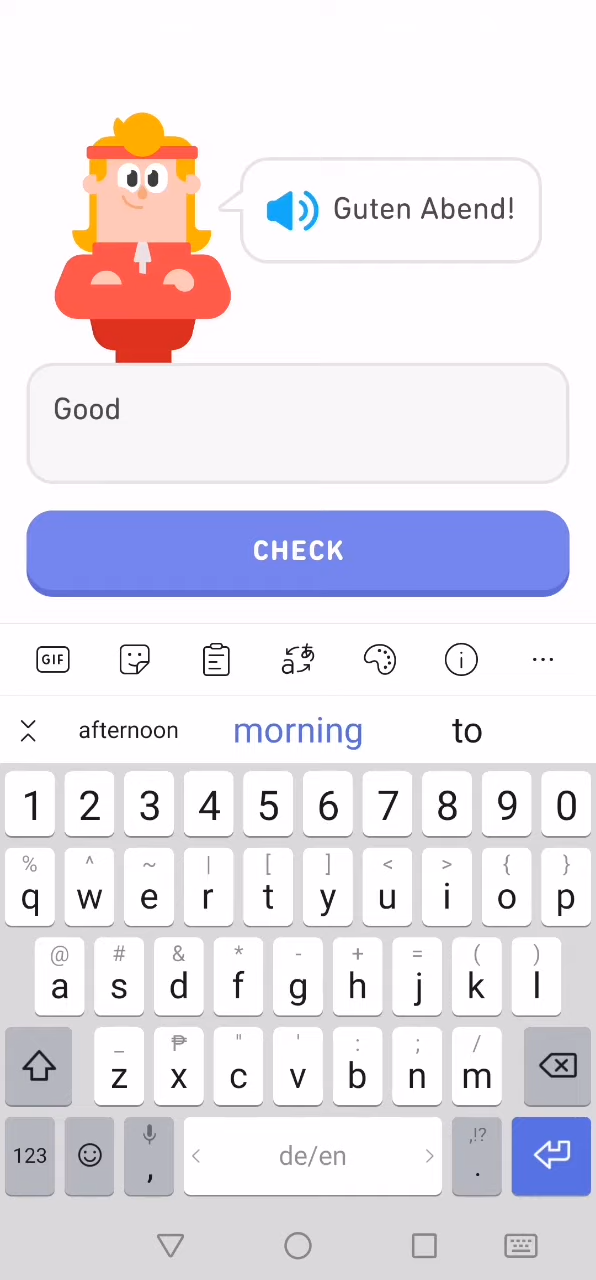 Guten Abend!
Good
CHECK
GIF
afternoon morning to
1 2 3 4 5 6 7 8 9 0
% ^ ~ | [ ] < > { }
q w e r t y u i o p
@ # & * - + = ( )
a s d f g h j k l
_ ₱ " ' : ; /
z x c v b n m
,!?
123 , < de/en > .